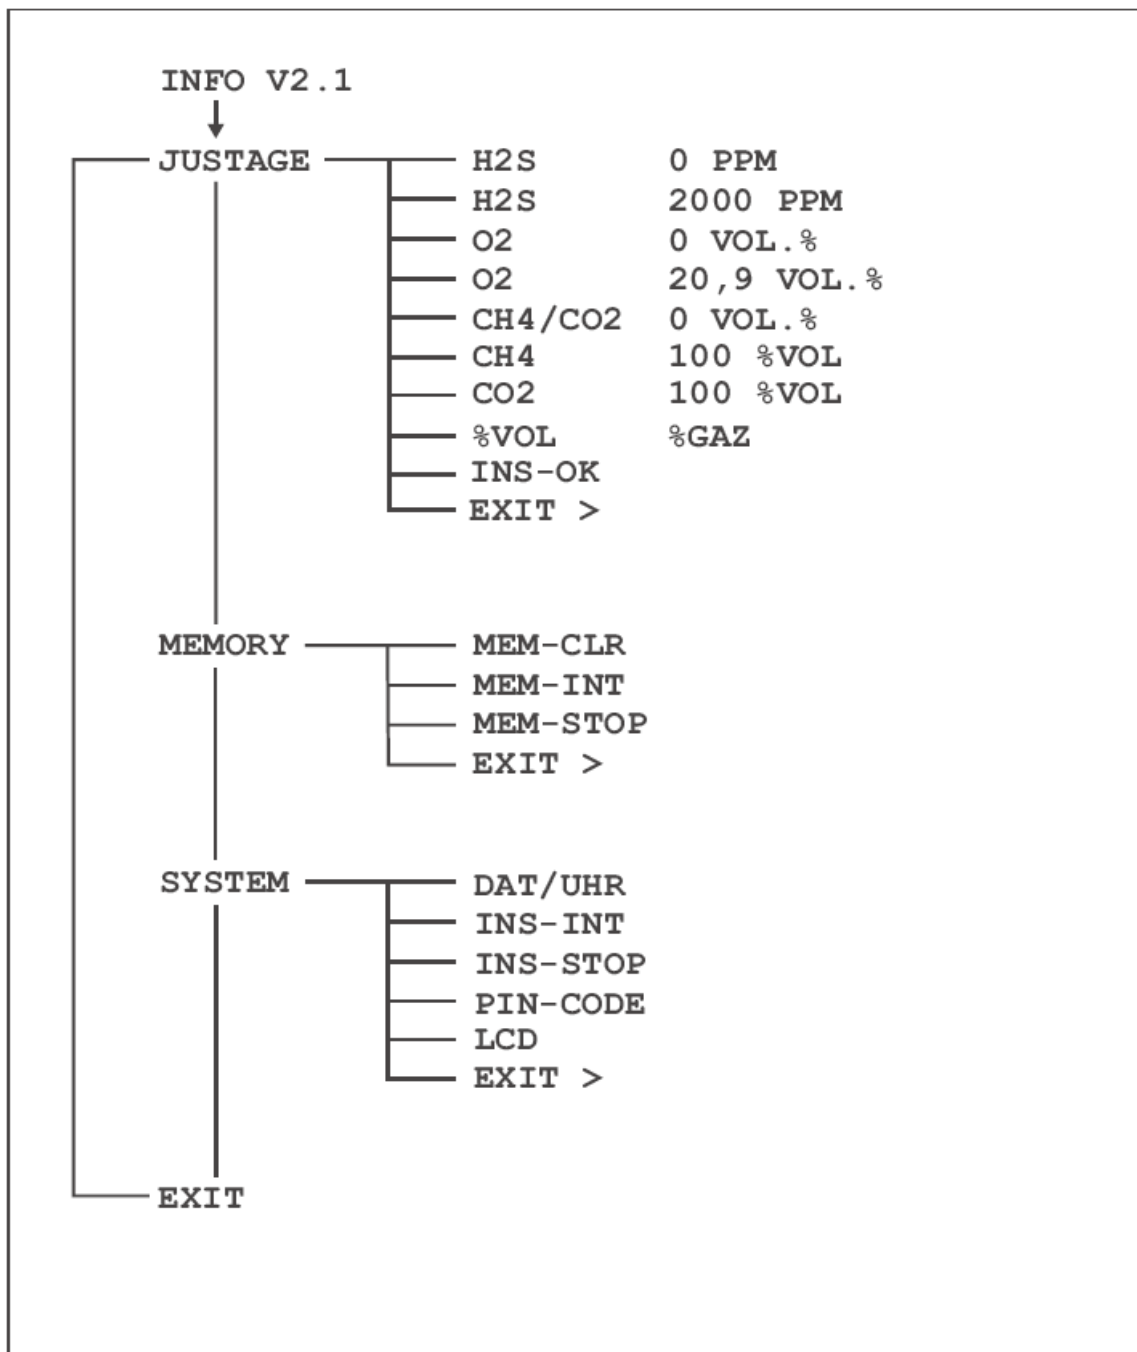 INFO V2.1
JUSTAGE H2S 0 PPM
H2S 2000 PPM
O2 0 VOL.%
O2 20,9 VOL.%
CH4/CO2 0 VOL.%
CH4 100 %VOL
CO2 100 %VOL
%VOL %GAZ
INS-OK
EXIT >
MEMORY MEM-CLR
MEM-INT
MEM-STOP
EXIT >
SYSTEM DAT/UHR
INS-INT
INS-STOP
PIN-CODE
LCD
EXIT >
EXIT